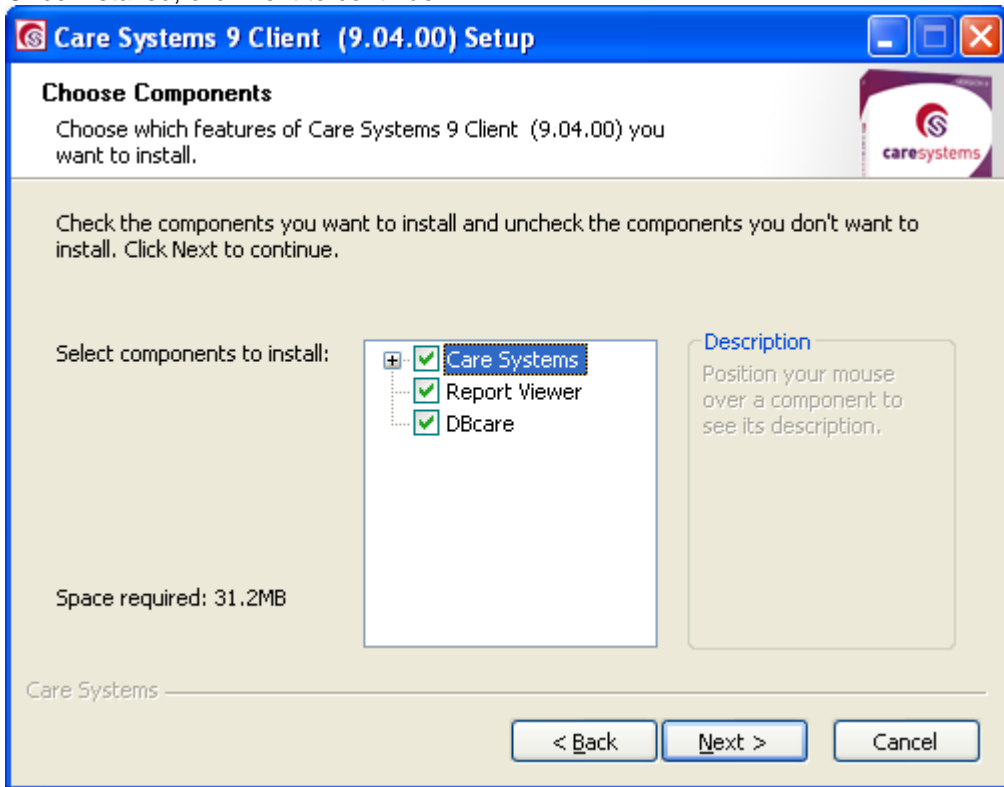 Care Systems 9 Client (9.04.00) Setup
Choose Components
Choose which features of Care Systems 9 Client (9.04.00) you
want to install.
caresystems
Check the components you want to install and uncheck the components you don't want to
install. Click Next to continue.
Select components to install:
Care Systems
Report Viewer
DBcare
Description
Position your mouse
over a component to
see its description.
Space required: 31.2MB
Care Systems
< Back
Next >
Cancel